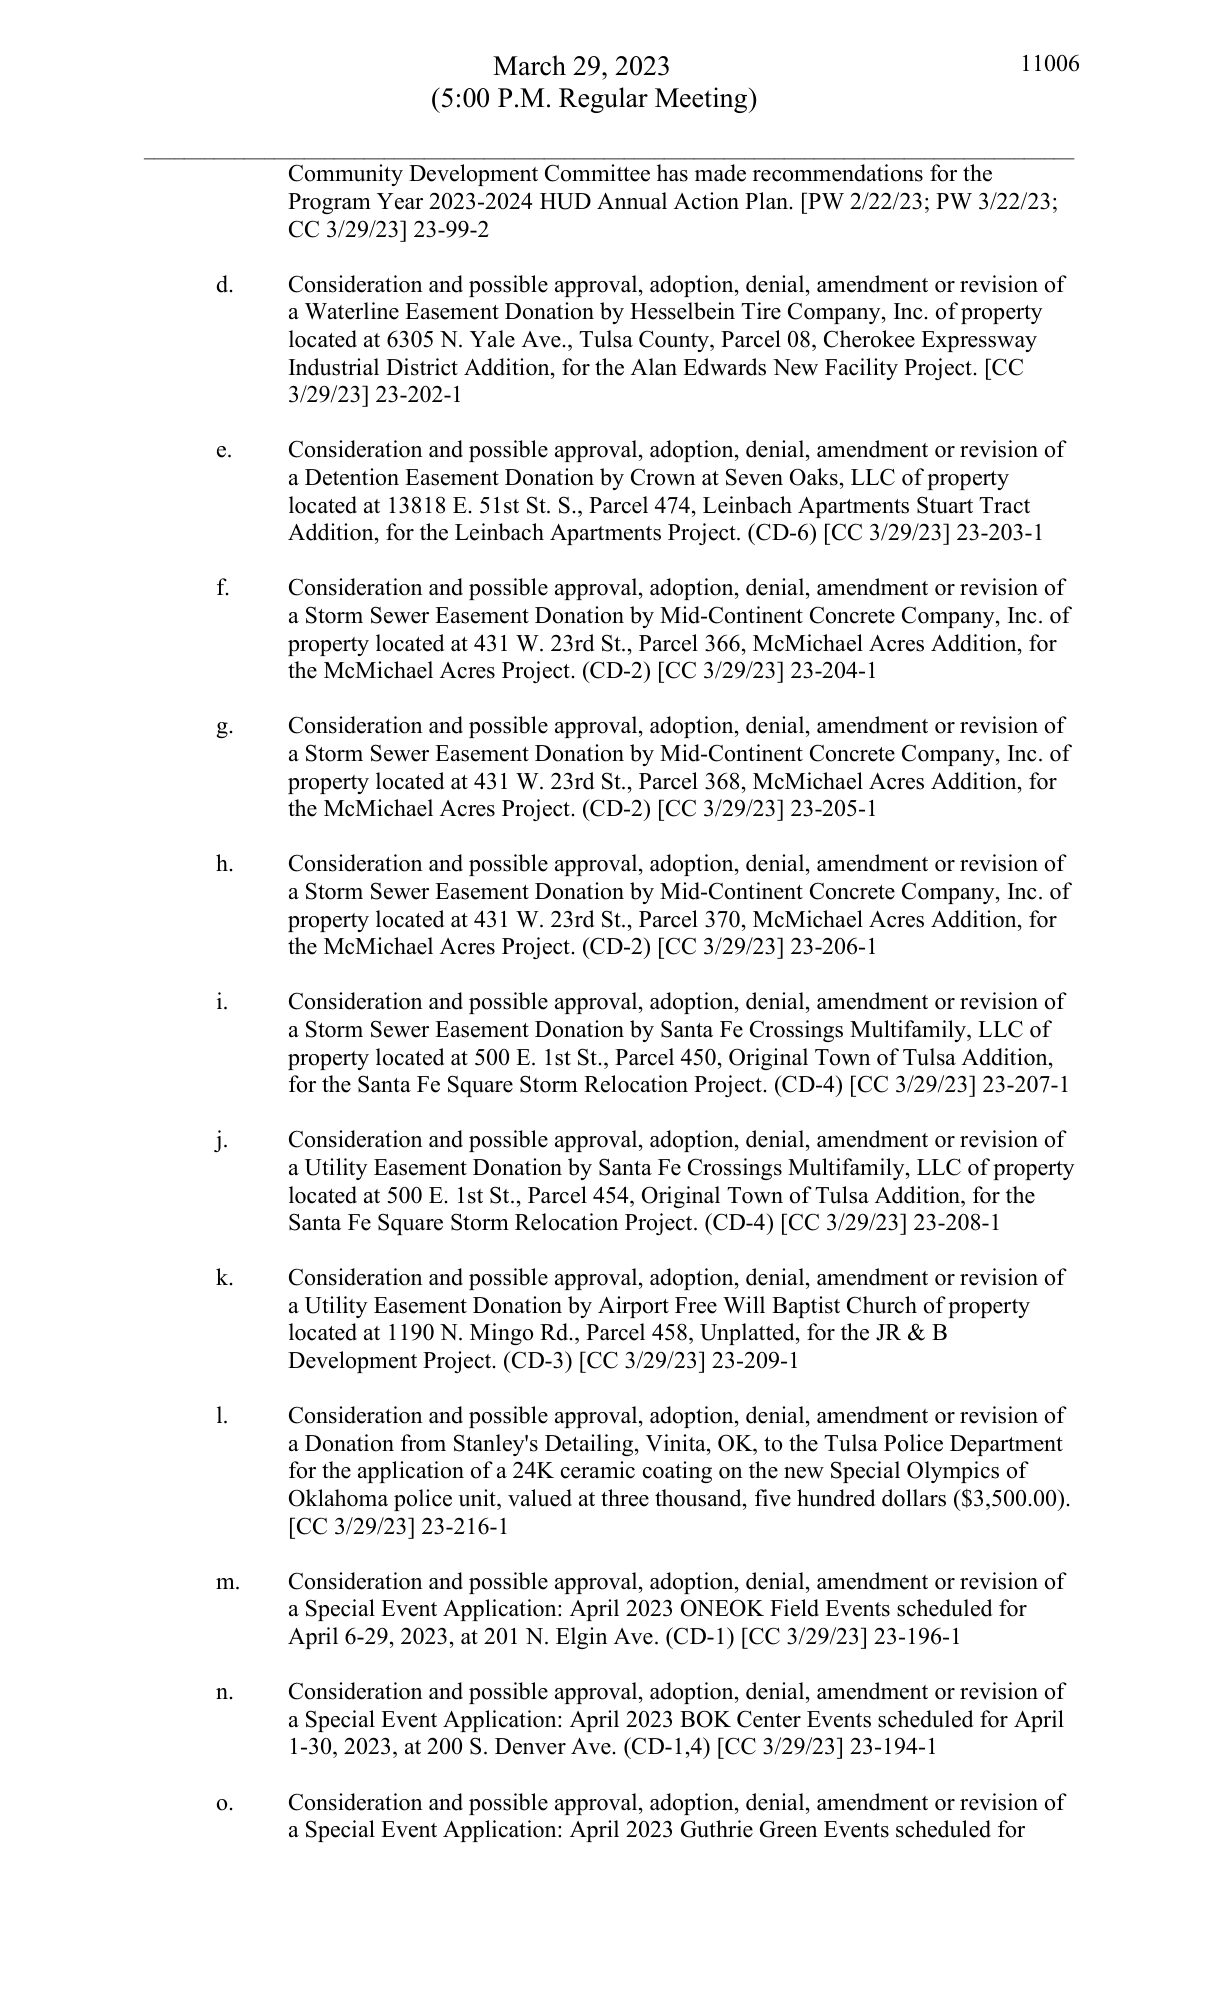 March 29, 2023
11006
(5:00 P.M. Regular Meeting)
Community Development Committee has made recommendations for the
Program Year 2023-2024 HUD Annual Action Plan. [PW 2/22/23; PW 3/22/23;
CC 3/29/23] 23-99-2
d. Consideration and possible approval, adoption, denial, amendment or revision of
a Waterline Easement Donation by Hesselbein Tire Company, Inc. of property
located at 6305 N. Yale Ave., Tulsa County, Parcel 08, Cherokee Expressway
Industrial District Addition, for the Alan Edwards New Facility Project. [CC
3/29/23] 23-202-1
e. Consideration and possible approval, adoption, denial, amendment or revision of
a Detention Easement Donation by Crown at Seven Oaks, LLC of property
located at 13818 E. 51st St. S., Parcel 474, Leinbach Apartments Stuart Tract
Addition, for the Leinbach Apartments Project. (CD-6) [CC 3/29/23] 23-203-1
f. Consideration and possible approval, adoption, denial, amendment or revision of
a Storm Sewer Easement Donation by Mid-Continent Concrete Company, Inc. of
property located at 431 W. 23rd St., Parcel 366, McMichael Acres Addition, for
the McMichael Acres Project. (CD-2) [CC 3/29/23] 23-204-1
g. Consideration and possible approval, adoption, denial, amendment or revision of
a Storm Sewer Easement Donation by Mid-Continent Concrete Company, Inc. of
property located at 431 W. 23rd St., Parcel 368, McMichael Acres Addition, for
the McMichael Acres Project. (CD-2) [CC 3/29/23] 23-205-1
h. Consideration and possible approval, adoption, denial, amendment or revision of
a Storm Sewer Easement Donation by Mid-Continent Concrete Company, Inc. of
property located at 431 W. 23rd St., Parcel 370, McMichael Acres Addition, for
the McMichael Acres Project. (CD-2) [CC 3/29/23] 23-206-1
i. Consideration and possible approval, adoption, denial, amendment or revision of
a Storm Sewer Easement Donation by Santa Fe Crossings Multifamily, LLC of
property located at 500 E. 1st St., Parcel 450, Original Town of Tulsa Addition,
for the Santa Fe Square Storm Relocation Project. (CD-4) [CC 3/29/23] 23-207-1
j. Consideration and possible approval, adoption, denial, amendment or revision of
a Utility Easement Donation by Santa Fe Crossings Multifamily, LLC of property
located at 500 E. 1st St., Parcel 454, Original Town of Tulsa Addition, for the
Santa Fe Square Storm Relocation Project. (CD-4) [CC 3/29/23] 23-208-1
k. Consideration and possible approval, adoption, denial, amendment or revision of
a Utility Easement Donation by Airport Free Will Baptist Church of property
located at 1190 N. Mingo Rd., Parcel 458, Unplatted, for the JR & B
Development Project. (CD-3) [CC 3/29/23] 23-209-1
l. Consideration and possible approval, adoption, denial, amendment or revision of
a Donation from Stanley's Detailing, Vinita, OK, to the Tulsa Police Department
for the application of a 24K ceramic coating on the new Special Olympics of
Oklahoma police unit, valued at three thousand, five hundred dollars ($3,500.00).
[CC 3/29/23] 23-216-1
m. Consideration and possible approval, adoption, denial, amendment or revision of
a Special Event Application: April 2023 ONEOK Field Events scheduled for
April 6-29, 2023, at 201 N. Elgin Ave. (CD-1) [CC 3/29/23] 23-196-1
n. Consideration and possible approval, adoption, denial, amendment or revision of
a Special Event Application: April 2023 BOK Center Events scheduled for April
1-30, 2023, at 200 S. Denver Ave. (CD-1,4) [CC 3/29/23] 23-194-1
o. Consideration and possible approval, adoption, denial, amendment or revision of
a Special Event Application: April 2023 Guthrie Green Events scheduled for